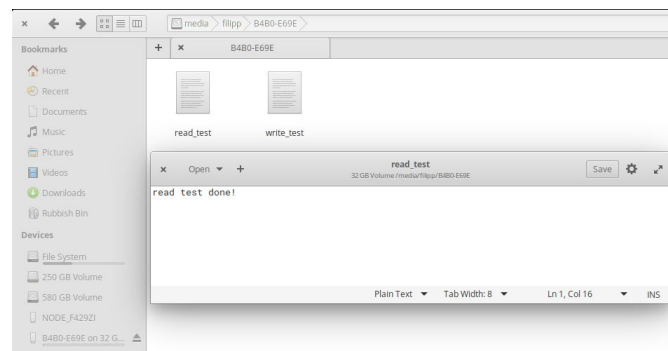 media filipp B4B0-E69E
Bookmarks
Home
Recent
Documents
Music
Pictures
Videos
Downloads
Rubbish Bin
Devices
File System
250 GB Volume
580 GB Volume
NODE_F429ZI
B4B0-E69E on 32 G...
B4B0-E69E
read_test write_test
Open
read_test
32 GB Volume /media/filipp/B4B0-E69E
Save
read test done!
Plain Text Tab Width: 8 Ln 1, Col 16 INS